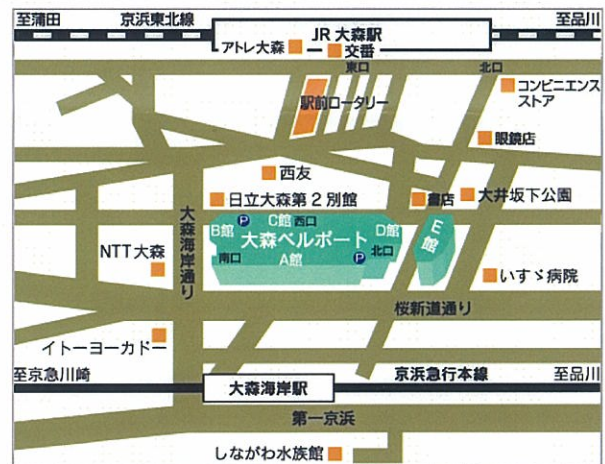 至蒲田
京浜東北線
JR 大森駅
至品川
アトレ大森
交番
東口
北口
コンビニエンス
ストア
駅前ロータリー
眼鏡店
西友
日立大森第2別館
書店
大井坂下公園
大森海岸通り
P
C館
西口
B館
D館
E館
大森ベルポート
NTT大森
南口
A館
P
北口
いすゞ病院
桜新道通り
イトーヨーカドー
至京急川崎
大森海岸駅
京浜急行本線
至品川
第一京浜
しながわ水族館